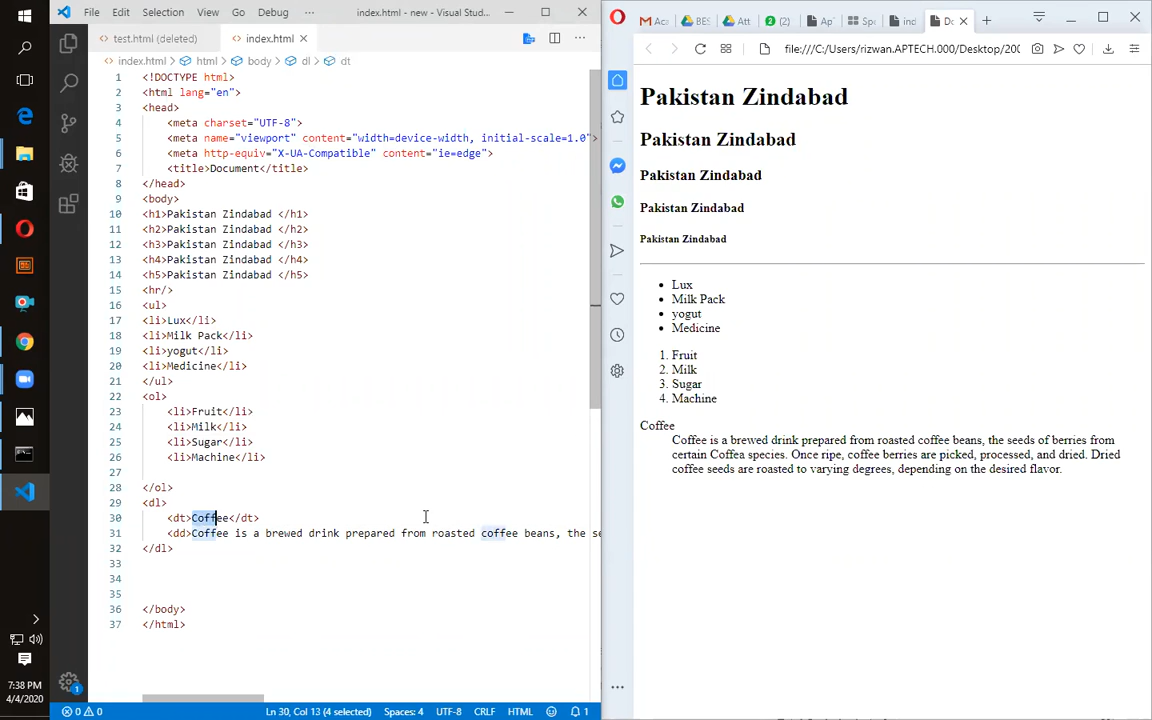 File Edit Selection View Go Debug ··· index.html - new - Visual Stud...
test.html (deleted) index.html
index.html > html > body > dl > dt
1 <!DOCTYPE html>
2 <html lang="en">
3 <head>
4 <meta charset="UTF-8">
5 <meta name="viewport" content="width=device-width, initial-scale=1.0">
6 <meta http-equiv="X-UA-Compatible" content="ie=edge">
7 <title>Document</title>
8 </head>
9 <body>
10 <h1>Pakistan Zindabad </h1>
11 <h2>Pakistan Zindabad </h2>
12 <h3>Pakistan Zindabad </h3>
13 <h4>Pakistan Zindabad </h4>
14 <h5>Pakistan Zindabad </h5>
15 <hr/>
16 <ul>
17 <li>Lux</li>
18 <li>Milk Pack</li>
19 <li>yogut</li>
20 <li>Medicine</li>
21 </ul>
22 <ol>
23 <li>Fruit</li>
24 <li>Milk</li>
25 <li>Sugar</li>
26 <li>Machine</li>
27
28 </ol>
29 <dl>
30 <dt>Coffee</dt>
31 <dd>Coffee is a brewed drink prepared from roasted coffee beans, the se
32 </dl>
33
34
35
36 </body>
37 </html>
7:38 PM
4/4/2020
1
0 0 Ln 30, Col 13 (4 selected) Spaces: 4 UTF-8 CRLF HTML 1
Aca BES Att (2) Ap Spe ind Do
file:///C:/Users/rizwan.APTECH.000/Desktop/200
Pakistan Zindabad
Pakistan Zindabad
Pakistan Zindabad
Pakistan Zindabad
Pakistan Zindabad
• Lux
• Milk Pack
• yogut
• Medicine
1. Fruit
2. Milk
3. Sugar
4. Machine
Coffee
Coffee is a brewed drink prepared from roasted coffee beans, the seeds of berries from
certain Coffea species. Once ripe, coffee berries are picked, processed, and dried. Dried
coffee seeds are roasted to varying degrees, depending on the desired flavor.